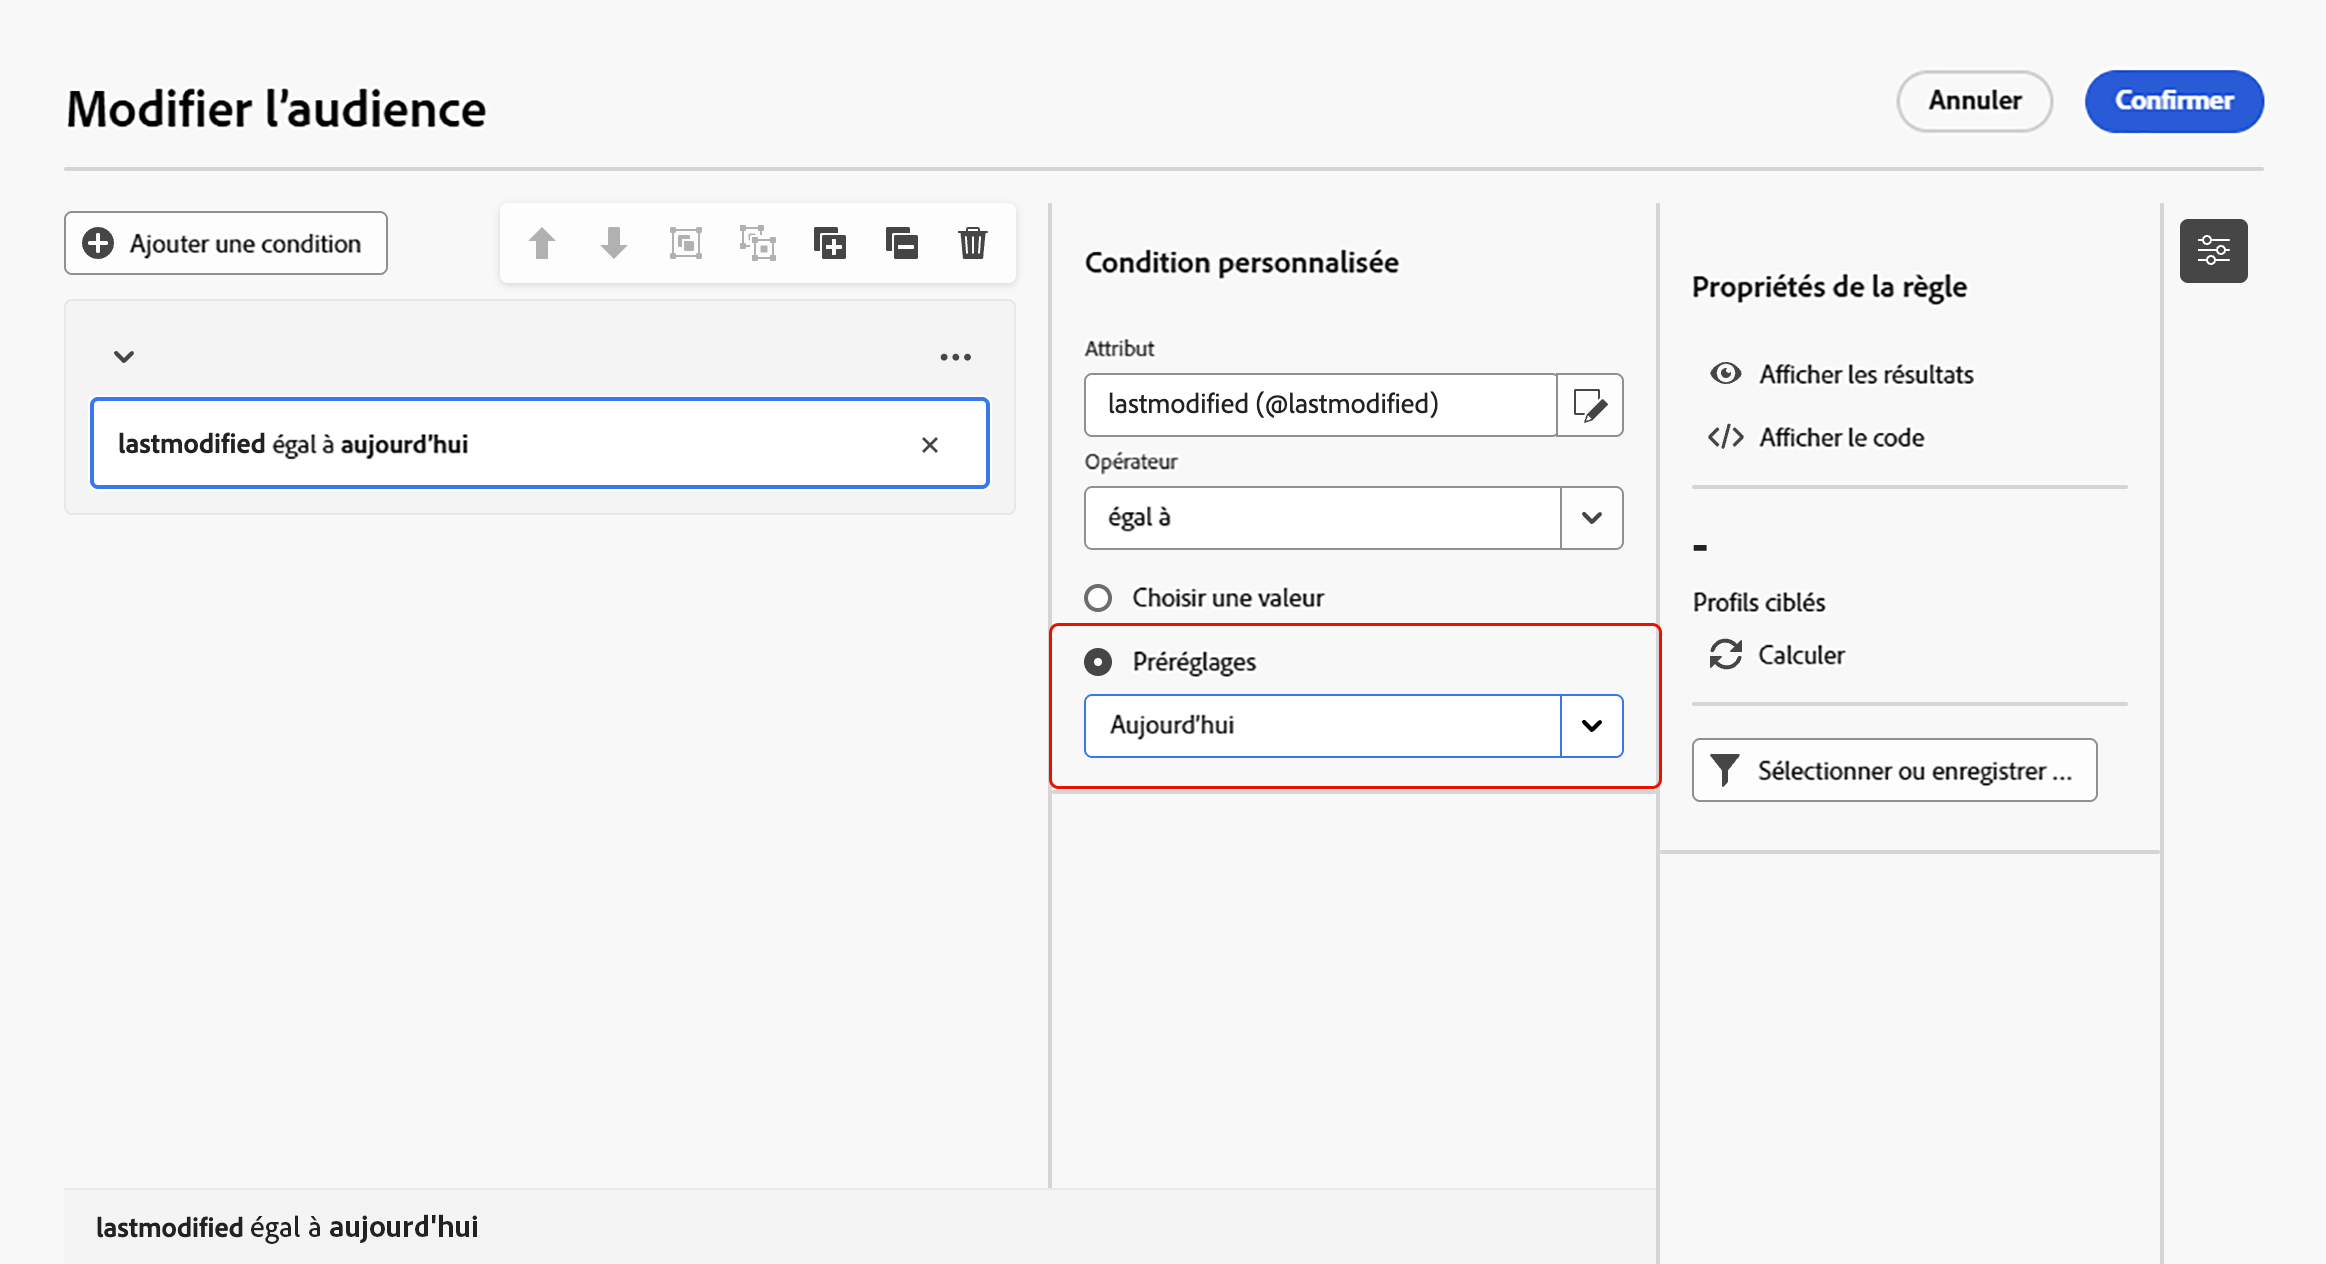 Modifier l’audience
Annuler
Confirmer
Ajouter une condition
lastmodified égal à aujourd’hui
Condition personnalisée
Attribut
lastmodified (@lastmodified)
Opérateur
égal à
Choisir une valeur
Préréglages
Aujourd’hui
Propriétés de la règle
Afficher les résultats
Afficher le code
-
Profils ciblés
Calculer
Sélectionner ou enregistrer ...
lastmodified égal à aujourd'hui